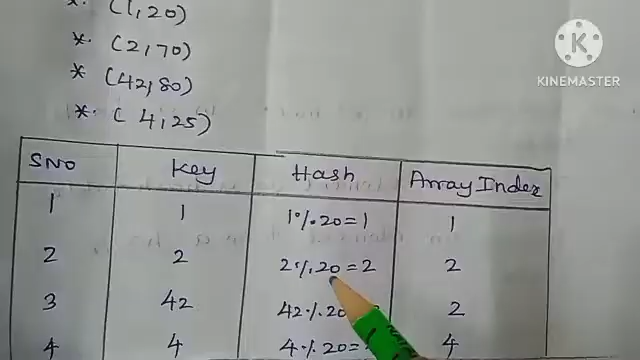 *. (1,20)
*. (2,70)
* (42,80)
*. (4,25)
K
KINEMASTER
SNO Key Hash Array Index
1 1 1%20=1 1
2 2 2%20=2 2
3 42 42%20 2
4 4 4%20= 4